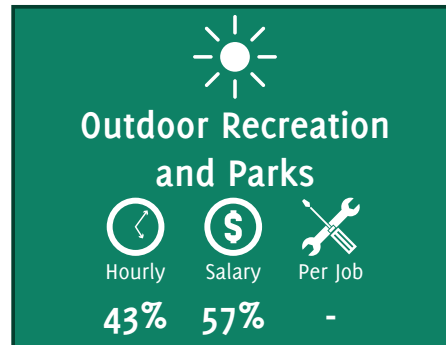 Outdoor Recreation
and Parks
$
Hourly Salary Per Job
43% 57% -